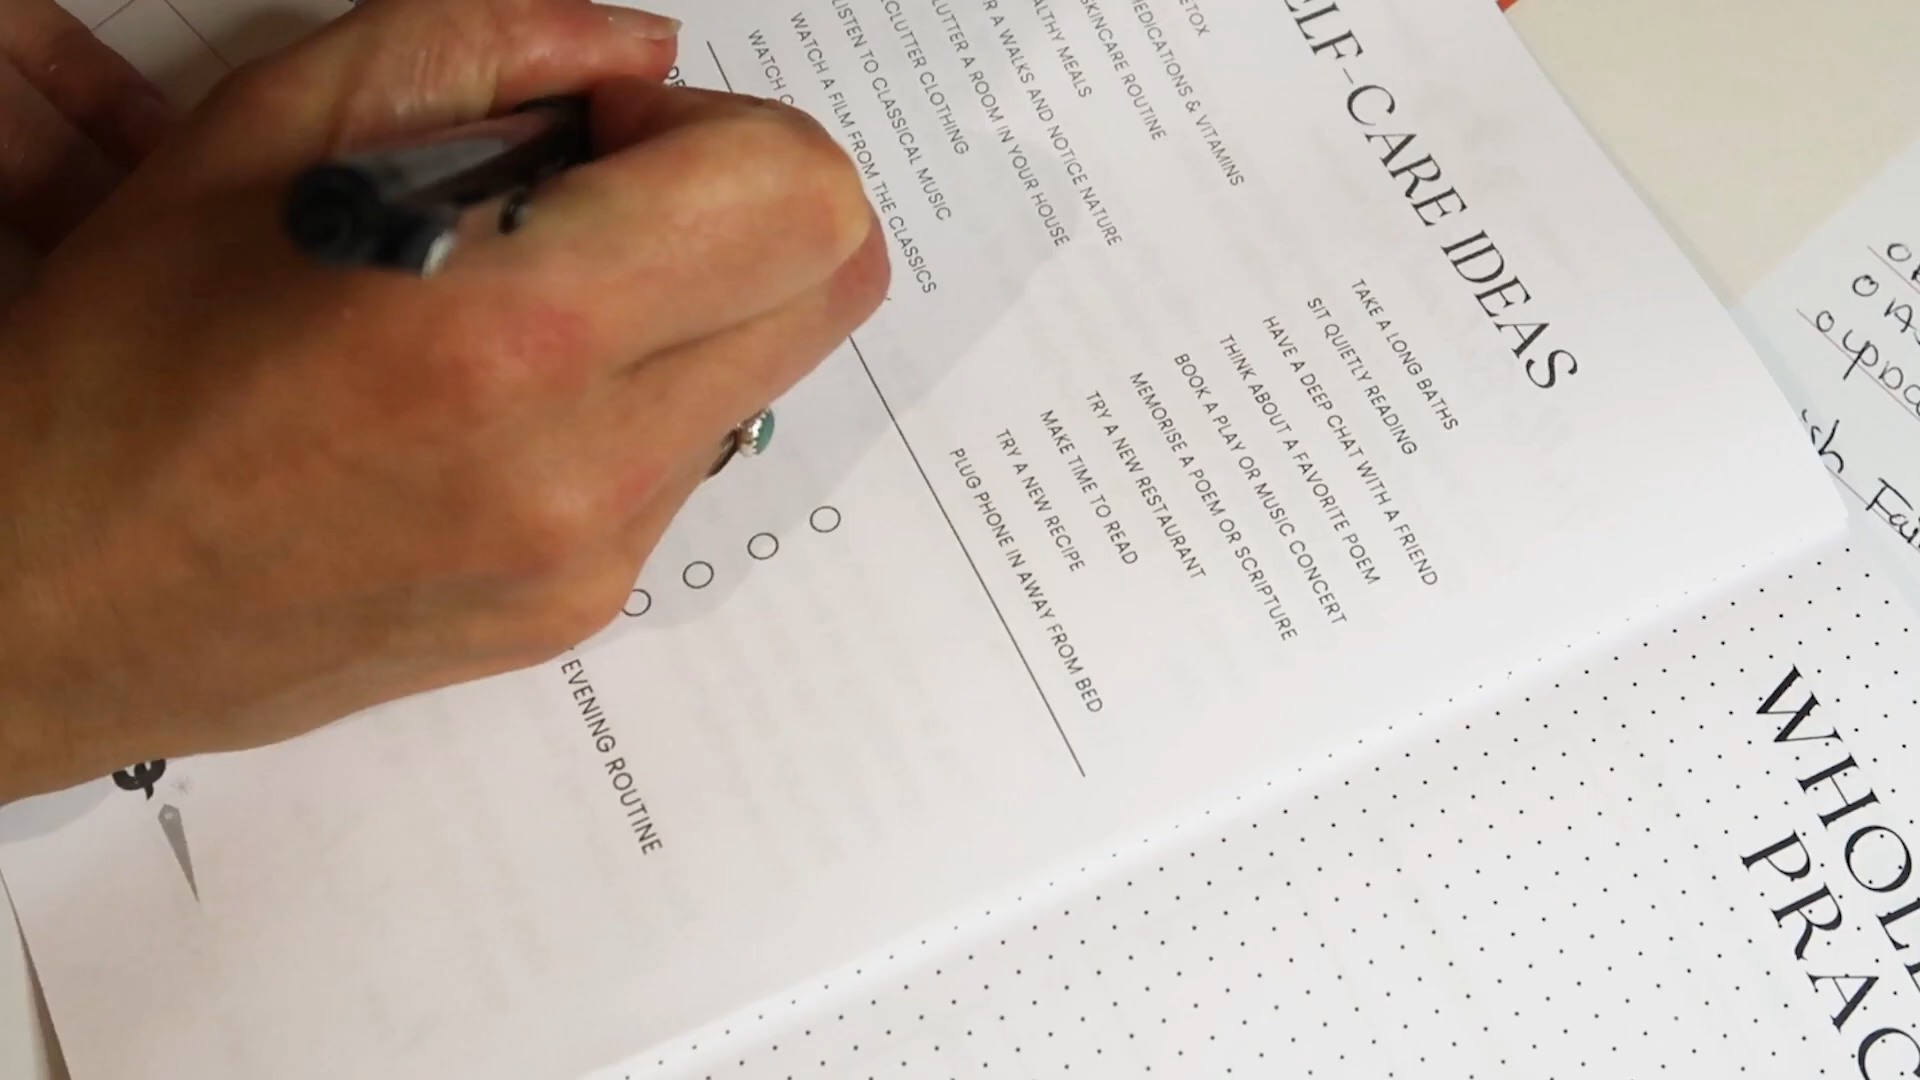 ELF-CARE IDEAS
ETOX
MEDICATIONS & VITAMINS
SKINCARE ROUTINE
ALTHY MEALS
R A WALKS AND NOTICE NATURE
LUTTER A ROOM IN YOUR HOUSE
CLUTTER CLOTHING
LISTEN TO CLASSICAL MUSIC
WATCH A FILM FROM THE CLASSICS
WATCH
TAKE A LONG BATHS
SIT QUIETLY READING
HAVE A DEEP CHAT WITH A FRIEND
THINK ABOUT A FAVORITE POEM
BOOK A PLAY OR MUSIC CONCERT
MEMORISE A POEM OR SCRIPTURE
TRY A NEW RESTAURANT
MAKE TIME TO READ
TRY A NEW RECIPE
PLUG PHONE IN AWAY FROM BED
EVENING ROUTINE
WHOL
PRAC